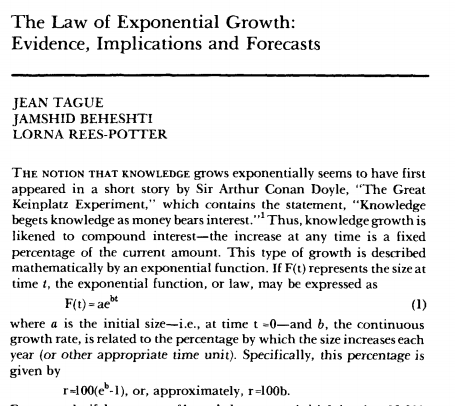 The Law of Exponential Growth:
Evidence, Implications and Forecasts
JEAN TAGUE
JAMSHID BEHESHTI
LORNA REES-POTTER
THE NOTION THAT KNOWLEDGE grows exponentially seems to have first
appeared in a short story by Sir Arthur Conan Doyle, "The Great
Keinplatz Experiment," which contains the statement, "Knowledge
begets knowledge as money bears interest."¹ Thus, knowledge growth is
likened to compound interest—the increase at any time is a fixed
percentage of the current amount. This type of growth is described
mathematically by an exponential function. If F(t) represents the size at
time t, the exponential function, or law, may be expressed as
F(t) = ae^bt (1)
where a is the initial size—i.e., at time t =0—and b, the continuous
growth rate, is related to the percentage by which the size increases each
year (or other appropriate time unit). Specifically, this percentage is
given by
r=100(e^b-1), or, approximately, r=100b.